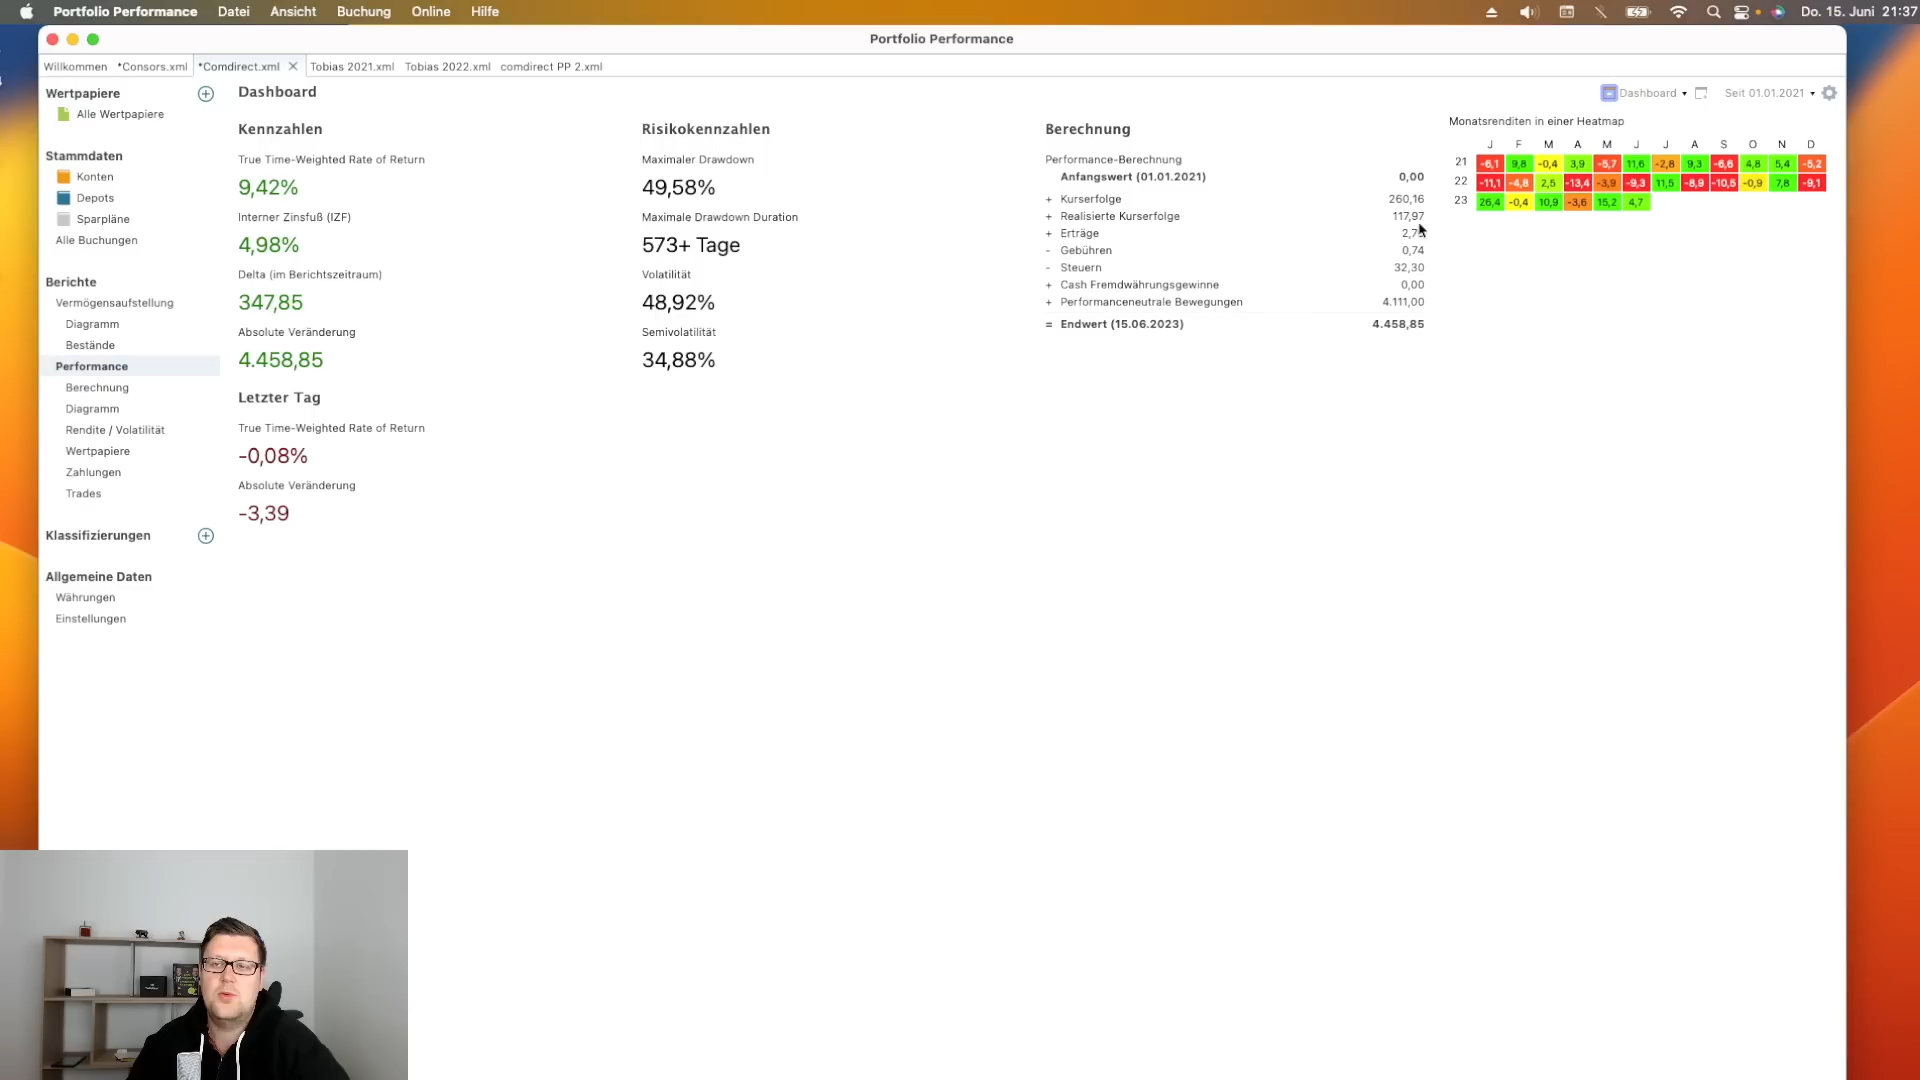 Portfolio Performance Datei Ansicht Buchung Online Hilfe Do. 15. Juni 21:37
Portfolio Performance
Willkommen *Consors.xml *Comdirect.xml Tobias 2021.xml Tobias 2022.xml comdirect PP 2.xml
Wertpapiere
Alle Wertpapiere
Stammdaten
Konten
Depots
Sparpläne
Alle Buchungen
Berichte
Vermögensaufstellung
Diagramm
Bestände
Performance
Berechnung
Diagramm
Rendite / Volatilität
Wertpapiere
Zahlungen
Trades
Klassifizierungen
Allgemeine Daten
Währungen
Einstellungen
Dashboard
Dashboard Seit 01.01.2021
Kennzahlen
True Time-Weighted Rate of Return
9,42%
Interner Zinsfuß (IZF)
4,98%
Delta (im Berichtszeitraum)
347,85
Absolute Veränderung
4.458,85
Letzter Tag
True Time-Weighted Rate of Return
-0,08%
Absolute Veränderung
-3,39
Risikokennzahlen
Maximaler Drawdown
49,58%
Maximale Drawdown Duration
573+ Tage
Volatilität
48,92%
Semivolatilität
34,88%
Berechnung
Performance-Berechnung
Anfangswert (01.01.2021) 0,00
+ Kurserfolge 260,16
+ Realisierte Kurserfolge 117,97
+ Erträge
- Gebühren 0,74
- Steuern 32,30
+ Cash Fremdwährungsgewinne 0,00
+ Performanceneutrale Bewegungen 4.111,00
= Endwert (15.06.2023) 4.458,85
Monatsrenditen in einer Heatmap
J F M A M J J A S O N D
21 -6,1 9,8 -0,4 3,9 -5,7 11,6 -2,8 9,3 -6,6 4,8 5,4 -5,2
22 -11,1 -4,8 2,5 -13,4 -3,9 -9,3 11,5 -8,9 -10,5 -0,9 7,8 -9,1
23 26,4 -0,4 10,9 -3,6 15,2 4,7